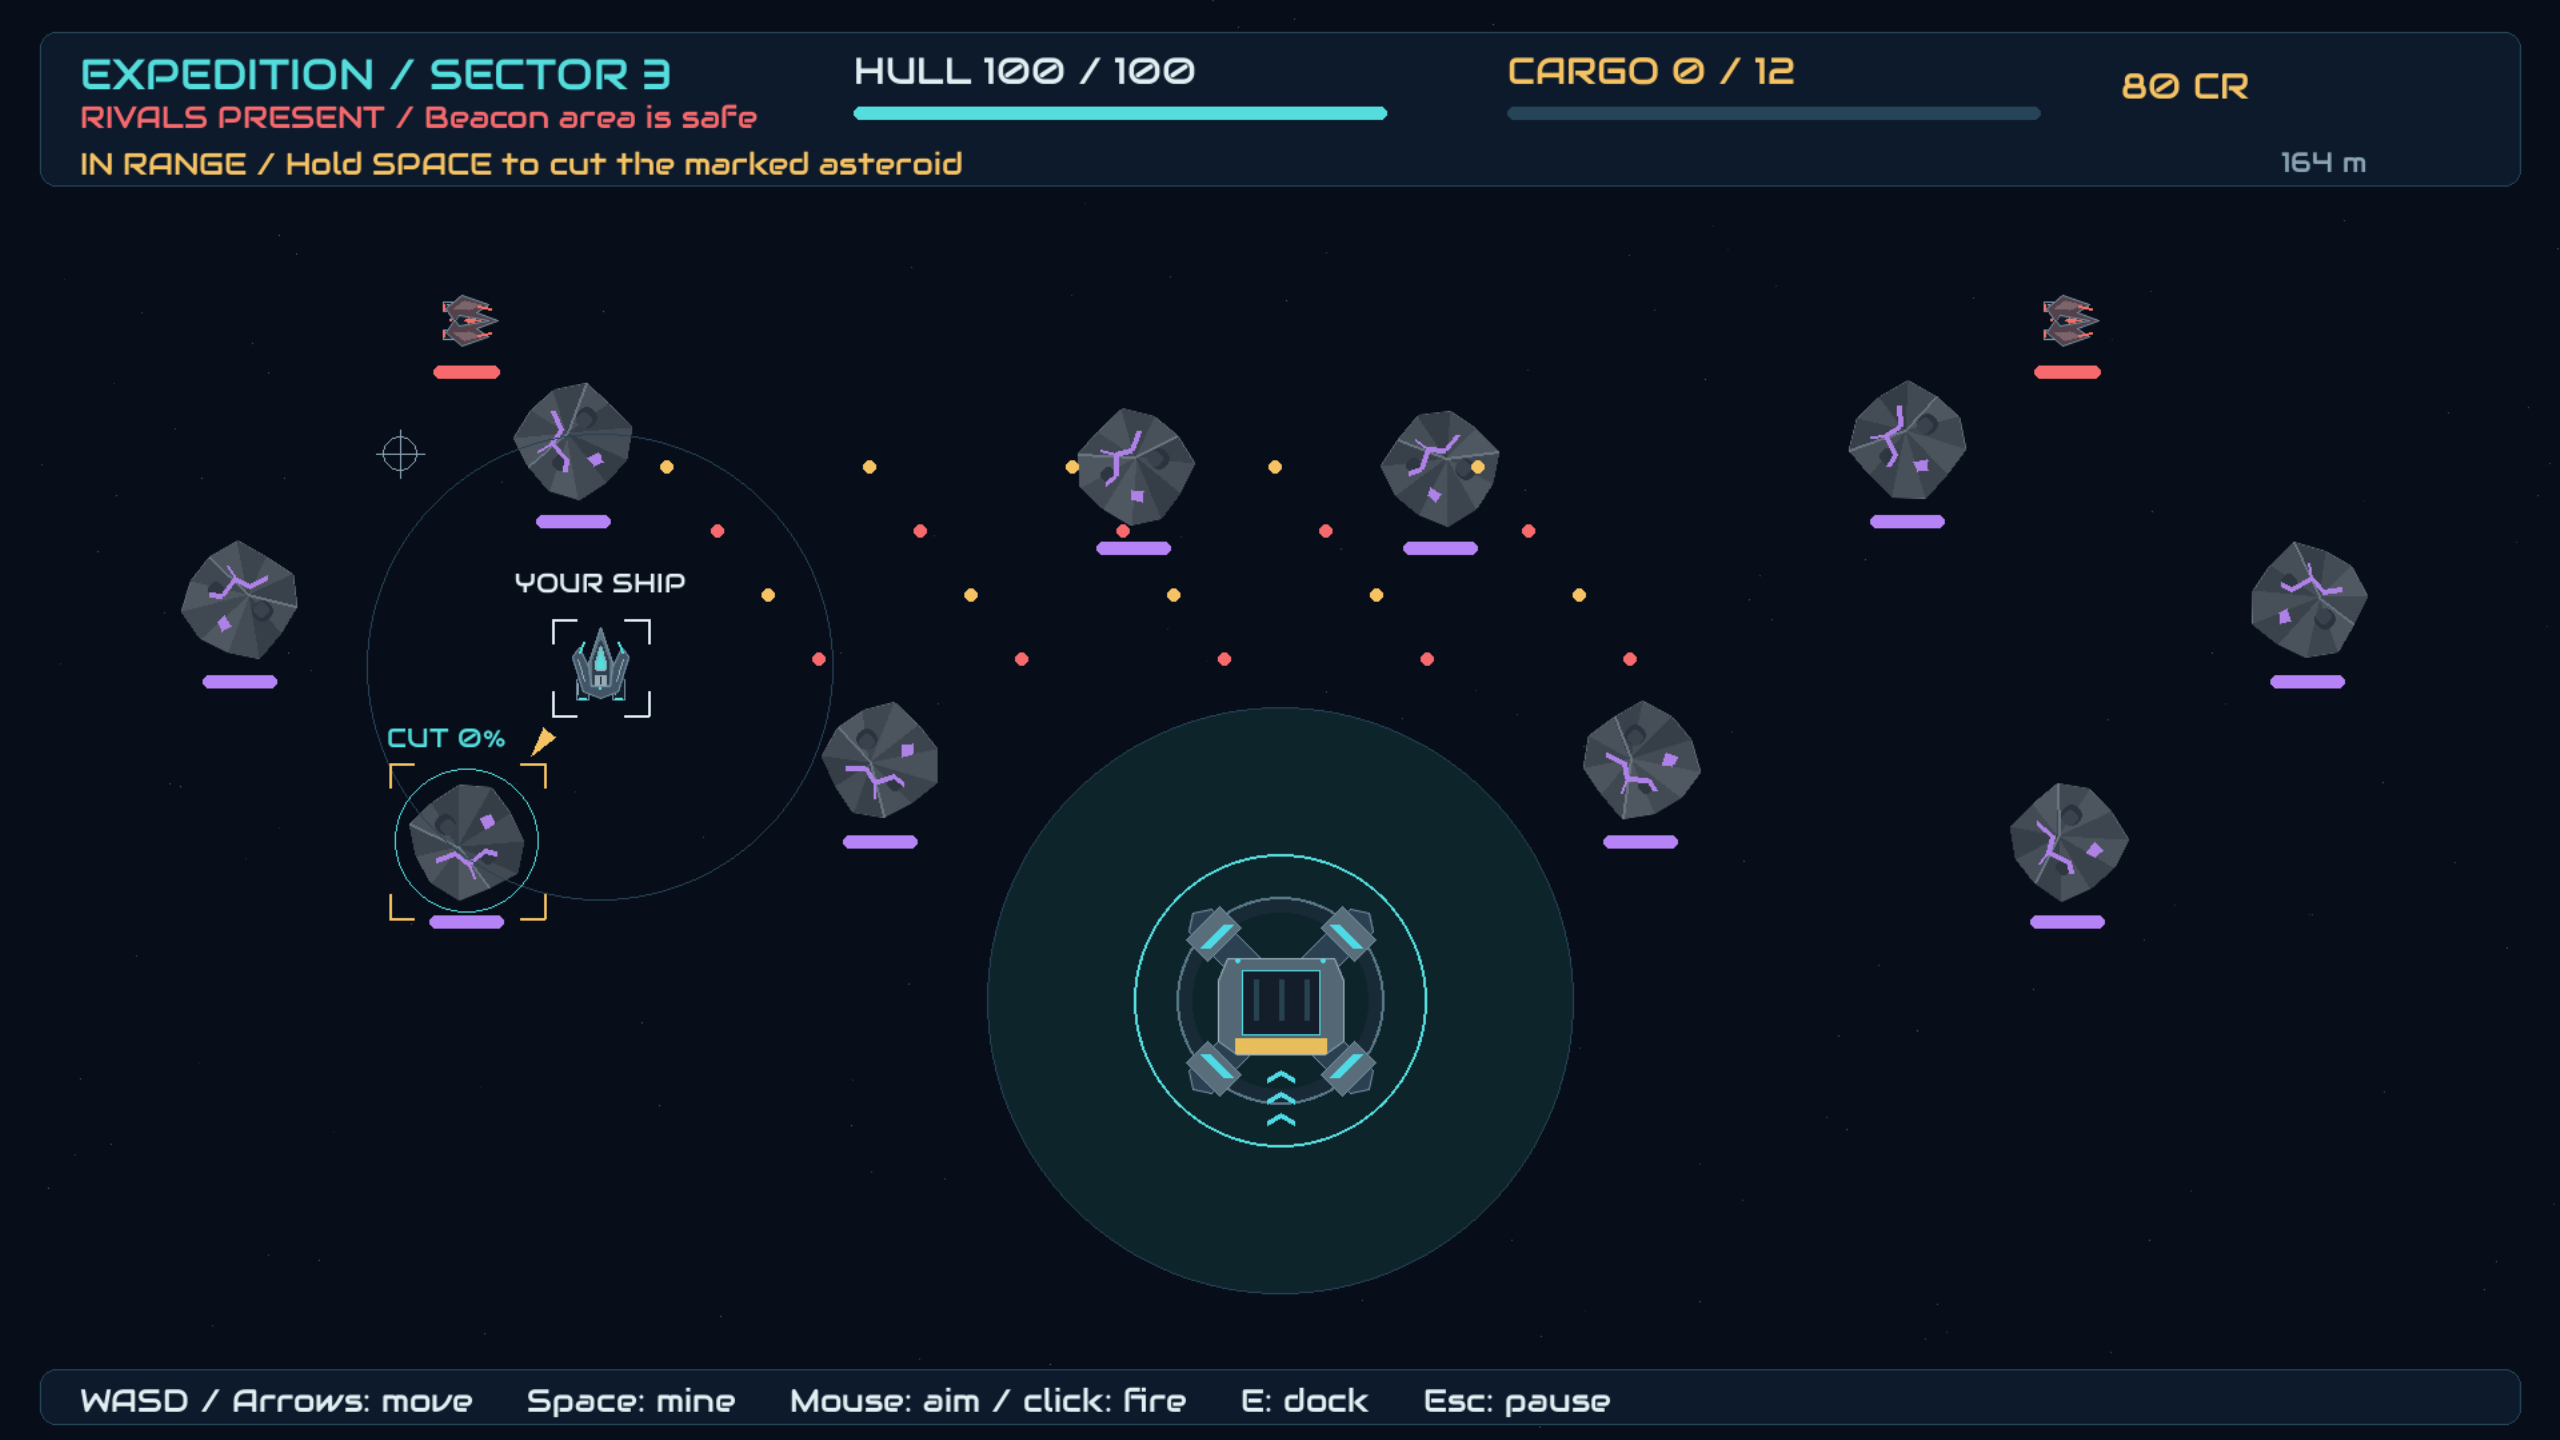 EXPEDITION / SECTOR 3
HULL 100 / 100
CARGO 0 / 12
80 CR
RIVALS PRESENT / Beacon area is safe
IN RANGE / Hold SPACE to cut the marked asteroid
164 m
YOUR SHIP
CUT 0%
WASD / Arrows: move
Space: mine
Mouse: aim / click: fire
E: dock
Esc: pause